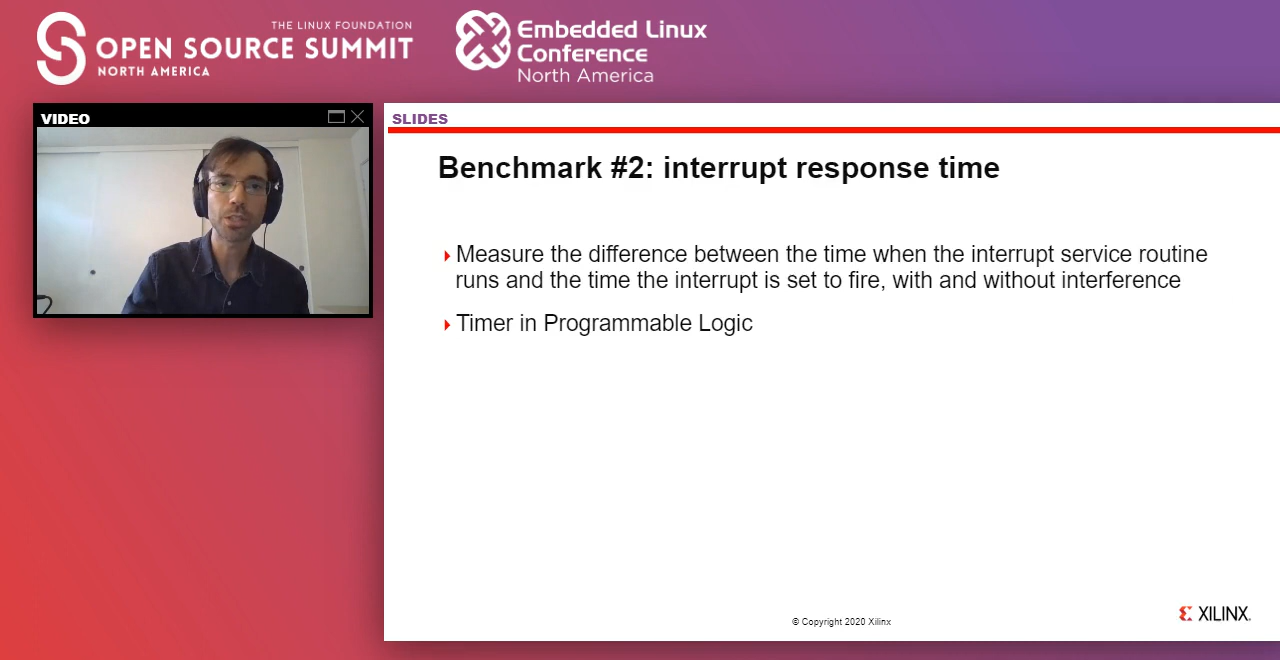 THE LINUX FOUNDATION
OPEN SOURCE SUMMIT
NORTH AMERICA
Embedded Linux
Conference
North America
VIDEO
SLIDES
Benchmark #2: interrupt response time
Measure the difference between the time when the interrupt service routine
runs and the time the interrupt is set to fire, with and without interference
Timer in Programmable Logic
© Copyright 2020 Xilinx
XILINX.